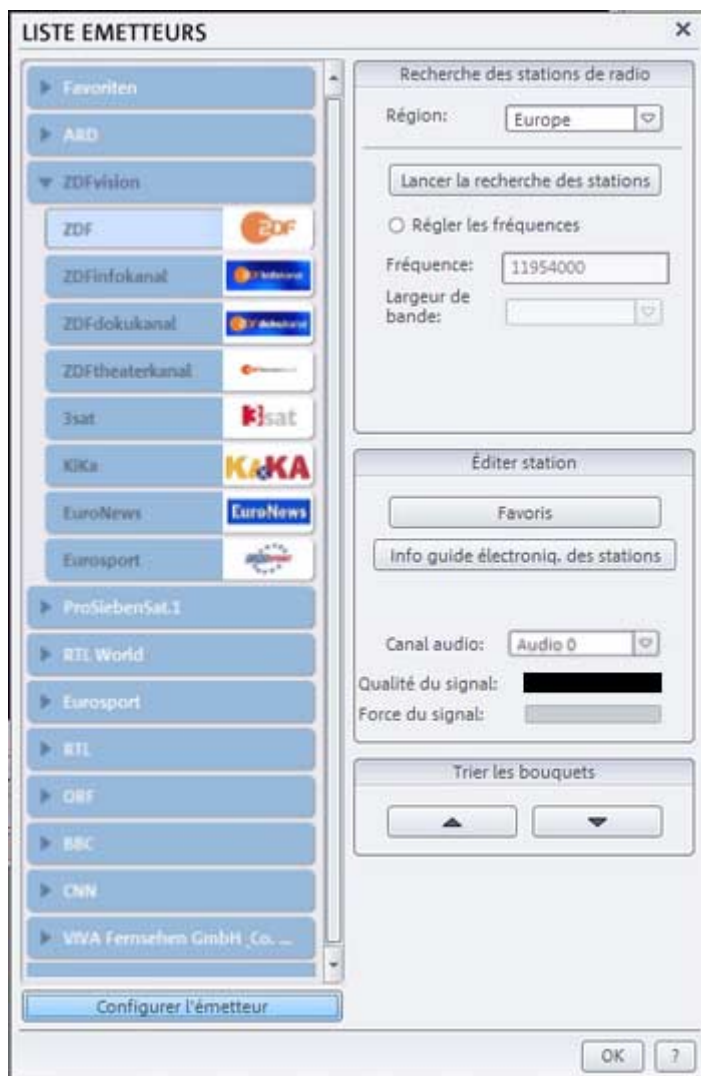 LISTE EMETTEURS
Favoriten
ARD
ZDFvision
ZDF
ZDF
ZDFinfokanal
ZDFinfokanal
ZDFdokukanal
ZDFdokukanal
ZDFtheaterkanal
3sat
3sat
KiKa
KiKA
EuroNews
EuroNews
Eurosport
ProSiebenSat.1
RTL World
Eurosport
RTL
ORF
BBC
CNN
VIVA Fernsehen GmbH_Co. ...
Configurer l'émetteur
Recherche des stations de radio
Région:
Europe
Lancer la recherche des stations
Régler les fréquences
Fréquence:
11954000
Largeur de
bande:
Éditer station
Favoris
Info guide électroniq. des stations
Canal audio:
Audio 0
Qualité du signal:
Force du signal:
Trier les bouquets
OK
?